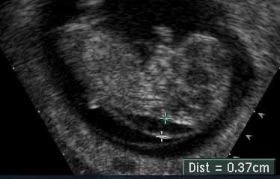 Dist = 0.37cm